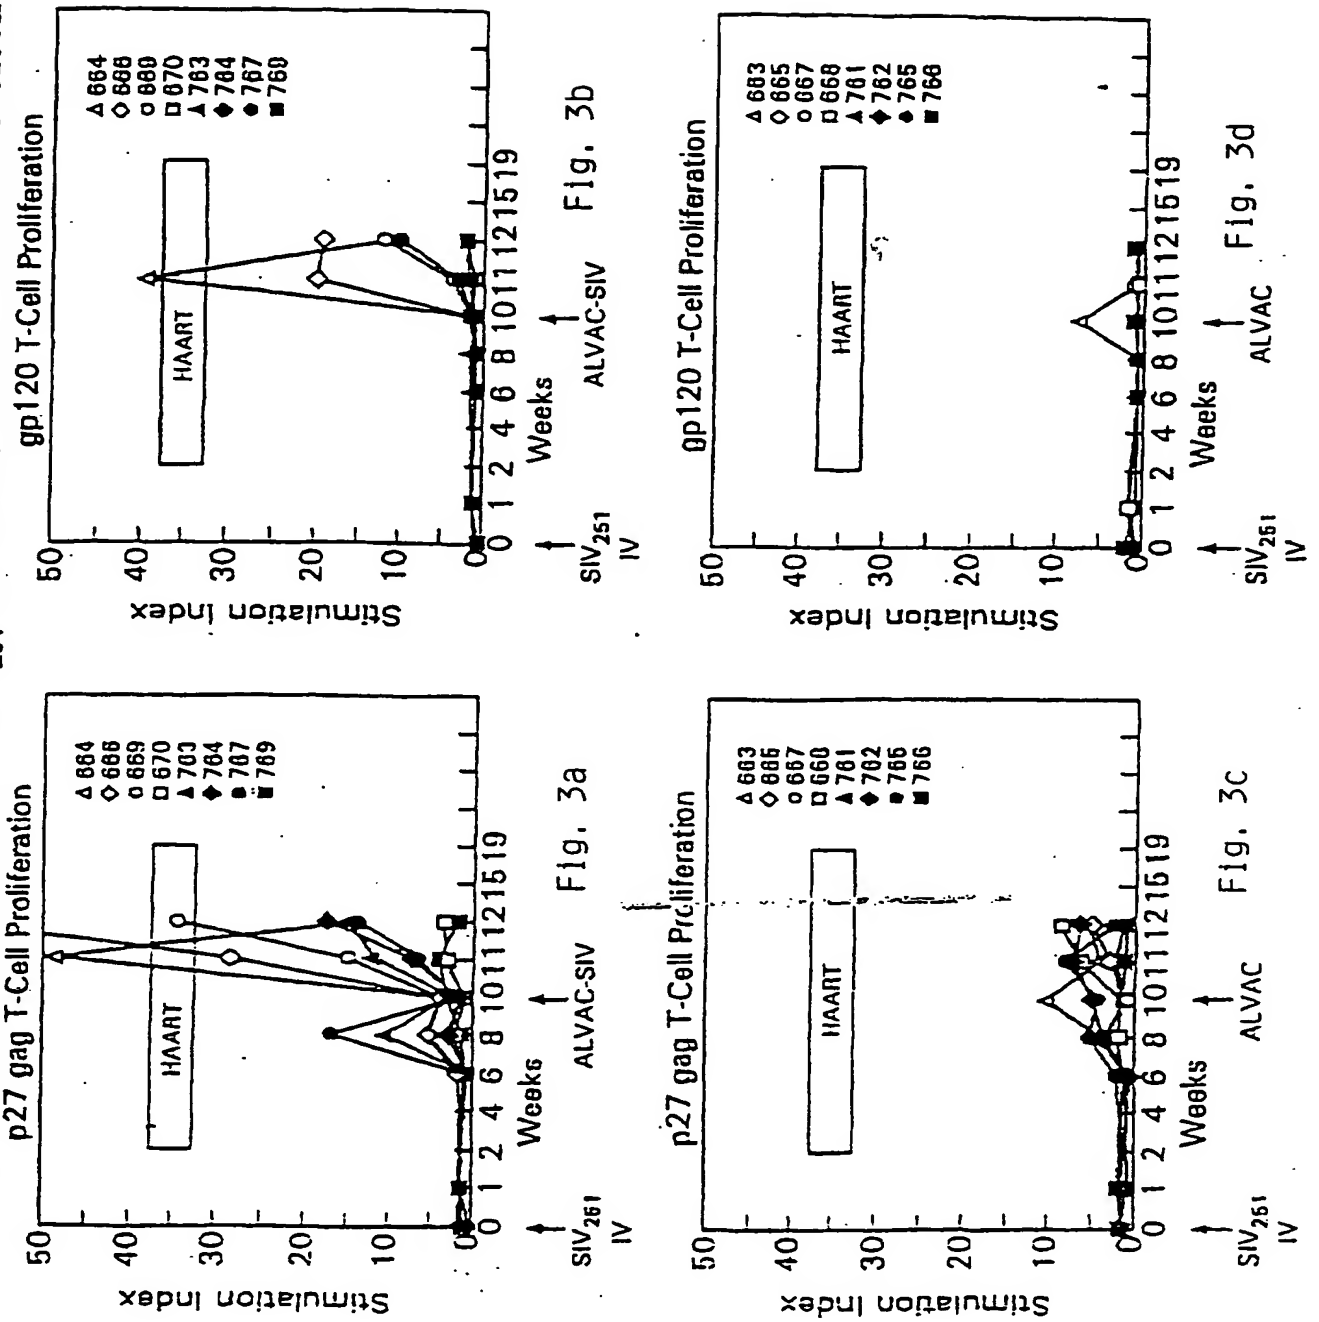 p27 gag T-Cell Proliferation
50
40
30
20
10
0
Stimulation Index
HAART
△ 664
◇ 666
○ 669
□ 670
▲ 763
◆ 764
● 767
■ 769
0 1 2 4 6 8 10 11 12 15 19
Weeks
SIV251
IV
ALVAC-SIV
Fig. 3a
gp120 T-Cell Proliferation
50
40
30
20
10
0
Stimulation Index
HAART
△ 664
◇ 666
○ 669
□ 670
▲ 763
◆ 764
● 767
■ 769
0 1 2 4 6 8 10 11 12 15 19
Weeks
SIV251
IV
ALVAC-SIV
Fig. 3b
p27 gag T-Cell Proliferation
50
40
30
20
10
0
Stimulation Index
HAART
△ 663
◇ 665
○ 667
□ 668
▲ 761
◆ 762
● 765
■ 766
0 1 2 4 6 8 10 11 12 15 19
Weeks
SIV251
IV
ALVAC
Fig. 3c
gp120 T-Cell Proliferation
50
40
30
20
10
0
Stimulation Index
HAART
△ 663
◇ 665
○ 667
□ 668
▲ 761
◆ 762
● 765
■ 766
0 1 2 4 6 8 10 11 12 15 19
Weeks
SIV251
IV
ALVAC
Fig. 3d